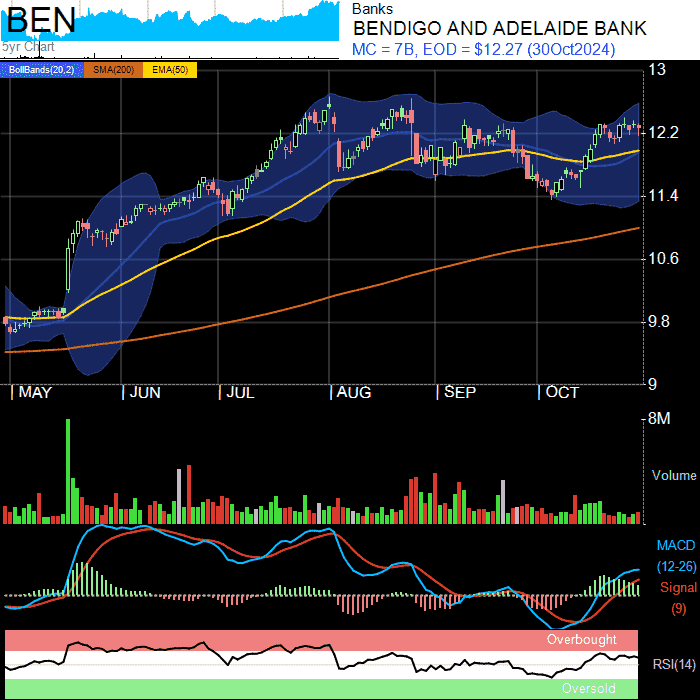 BEN
5yr Chart
Banks
BENDIGO AND ADELAIDE BANK
MC = 7B, EOD = $12.27 (30Oct2024)
BollBands(20,2) SMA(200) EMA(50)
13
12.2
11.4
10.6
9.8
9
MAY JUN JUL AUG SEP OCT
8M
Volume
MACD
(12-26)
Signal
(9)
Overbought
RSI(14)
Oversold